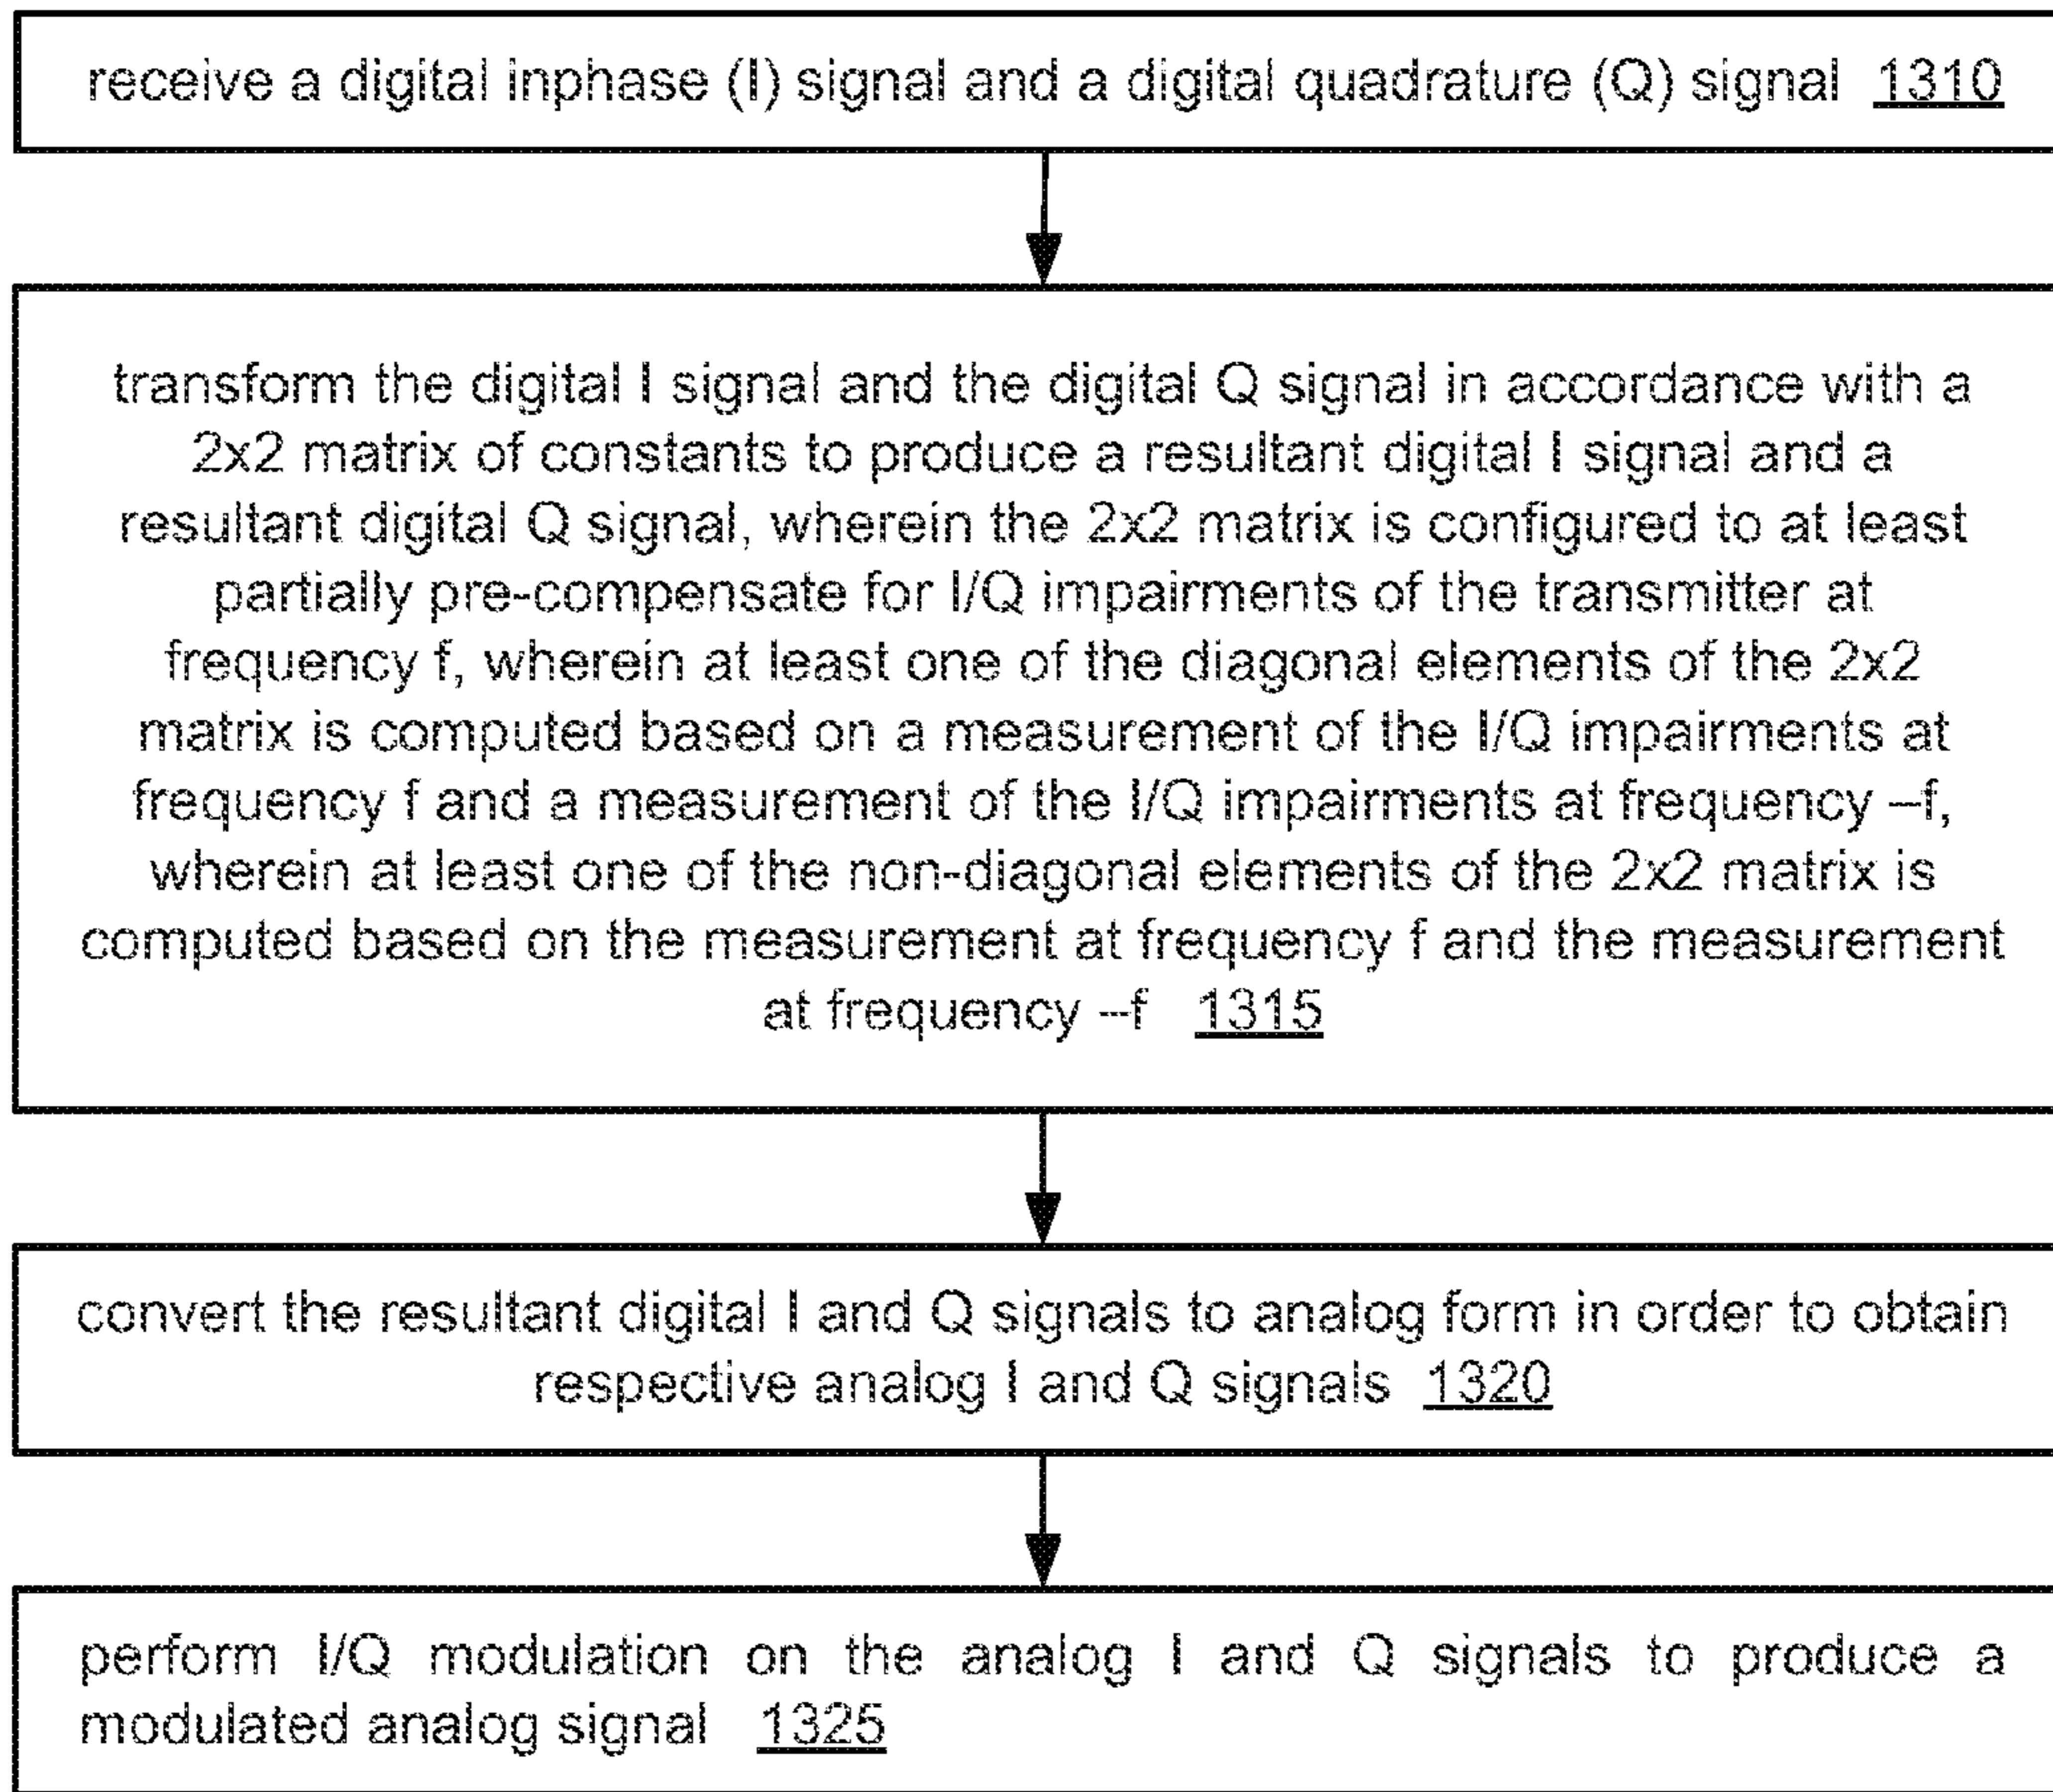 receive a digital inphase (I) signal and a digital quadrature (Q) signal 1310
transform the digital I signal and the digital Q signal in accordance with a
2x2 matrix of constants to produce a resultant digital I signal and a
resultant digital Q signal, wherein the 2x2 matrix is configured to at least
partially pre-compensate for I/Q impairments of the transmitter at
frequency f, wherein at least one of the diagonal elements of the 2x2
matrix is computed based on a measurement of the I/Q impairments at
frequency f and a measurement of the I/Q impairments at frequency –f,
wherein at least one of the non-diagonal elements of the 2x2 matrix is
computed based on the measurement at frequency f and the measurement
at frequency –f 1315
convert the resultant digital I and Q signals to analog form in order to obtain
respective analog I and Q signals 1320
perform I/Q modulation on the analog I and Q signals to produce a
modulated analog signal 1325